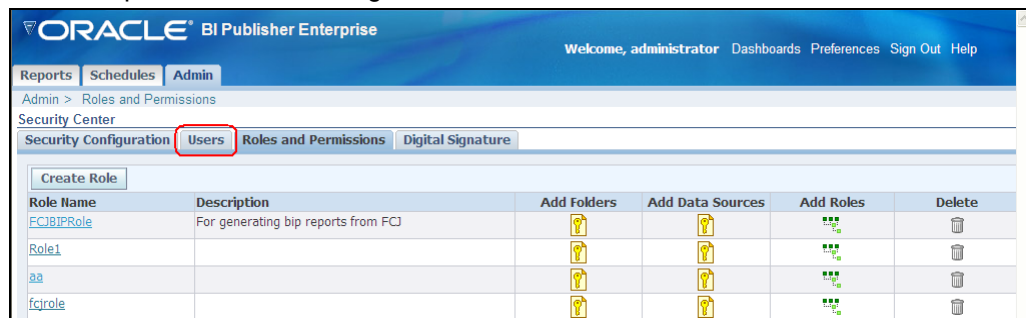 ORACLE® BI Publisher Enterprise
Welcome, administrator Dashboards Preferences Sign Out Help
Reports Schedules Admin
Admin > Roles and Permissions
Security Center
Security Configuration Users Roles and Permissions Digital Signature
Create Role
Role Name Description Add Folders Add Data Sources Add Roles Delete
FCJBIPRole For generating bip reports from FCJ
Role1
aa
fcjrole